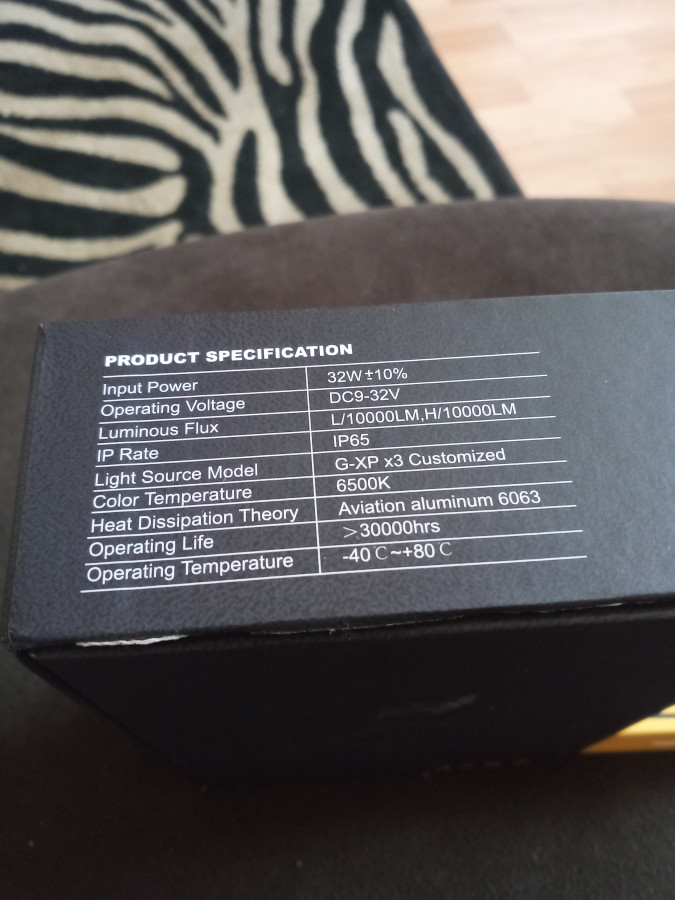 PRODUCT SPECIFICATION
Input Power 32W±10%
Operating Voltage DC9-32V
Luminous Flux L/10000LM,H/10000LM
IP Rate IP65
Light Source Model G-XP x3 Customized
Color Temperature 6500K
Heat Dissipation Theory Aviation aluminum 6063
Operating Life >30000hrs
Operating Temperature -40℃~+80℃